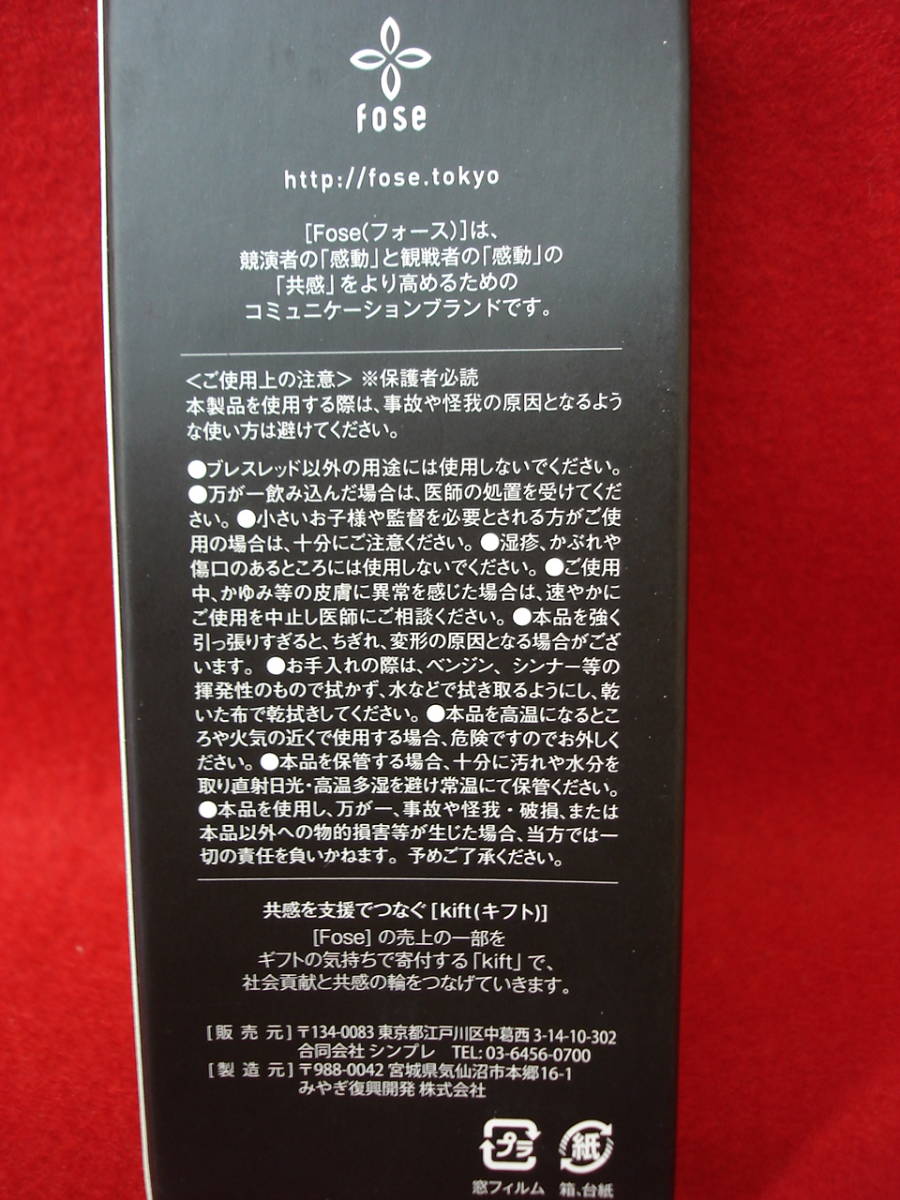 fose
http://fose.tokyo
[Fose(フォース)]は、
競演者の「感動」と観戦者の「感動」の
「共感」をより高めるための
コミュニケーションブランドです。
＜ご使用上の注意＞ ※保護者必読
本製品を使用する際は、事故や怪我の原因となるよう
な使い方は避けてください。
●ブレスレッド以外の用途には使用しないでください。
●万が一飲み込んだ場合は、医師の処置を受けてくだ
さい。●小さいお子様や監督を必要とされる方がご使
用の場合は、十分にご注意ください。●湿疹、かぶれや
傷口のあるところには使用しないでください。●ご使用
中、かゆみ等の皮膚に異常を感じた場合は、速やかに
ご使用を中止し医師にご相談ください。●本品を強く
引っ張りすぎると、ちぎれ、変形の原因となる場合がござ
います。●お手入れの際は、ベンジン、シンナー等の
揮発性のもので拭かず、水などで拭き取るようにし、乾
いた布で乾拭きしてください。●本品を高温になるとこ
ろや火気の近くで使用する場合、危険ですのでお外しく
ださい。●本品を保管する場合、十分に汚れや水分を
取り直射日光・高温多湿を避け常温にて保管ください。
●本品を使用し、万が一、事故や怪我・破損、または
本品以外への物的損害等が生じた場合、当方では一
切の責任を負いかねます。予めご了承ください。
共感を支援でつなぐ[kift(キフト)]
[Fose] の売上の一部を
ギフトの気持ちで寄付する「kift」で、
社会貢献と共感の輪をつなげていきます。
[販売元] 〒134-0083 東京都江戸川区中葛西 3-14-10-302
合同会社 シンプレ TEL: 03-6456-0700
[製造元] 〒988-0042 宮城県気仙沼市本郷16-1
みやぎ復興開発 株式会社
プラ 紙
窓フィルム 箱、台紙